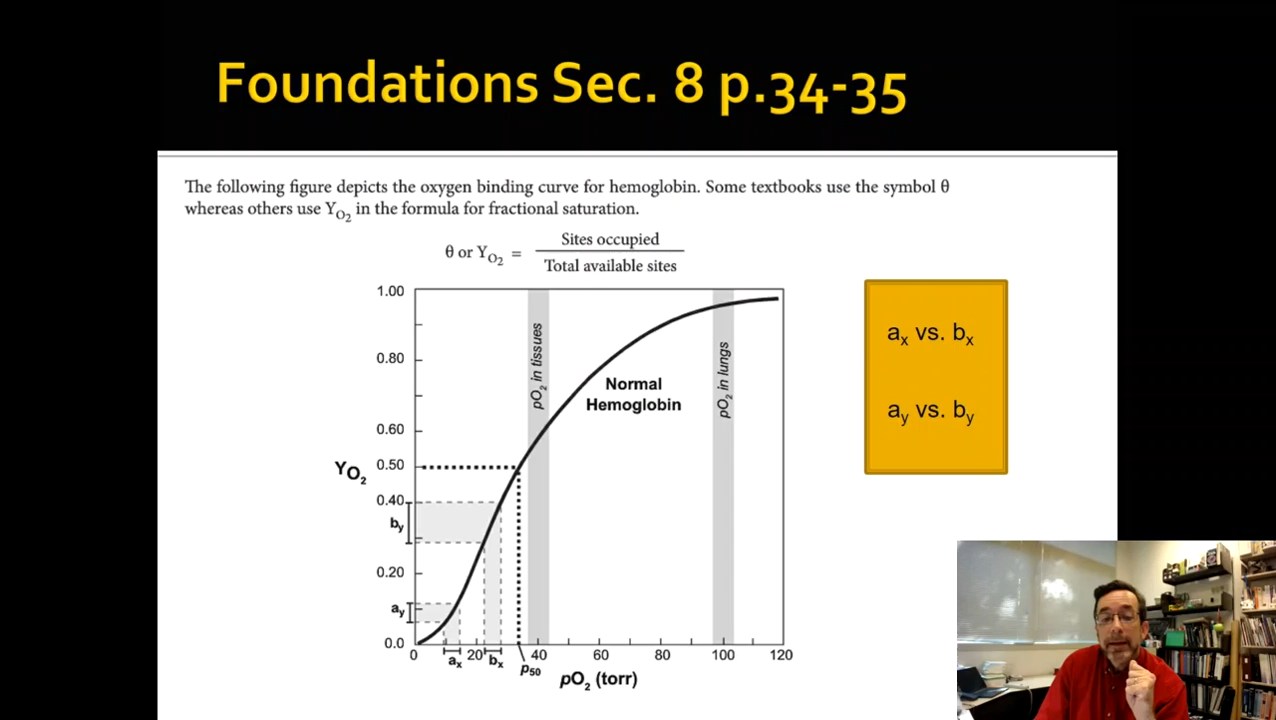 Foundations Sec. 8 p.34-35
The following figure depicts the oxygen binding curve for hemoglobin. Some textbooks use the symbol θ
whereas others use Y_O₂ in the formula for fractional saturation.
θ or Y_O₂ = Sites occupied
Total available sites
1.00
0.80
0.60
0.50
0.40
0.20
0.0
Y_O₂
b_y
a_y
pO₂ in tissues
Normal
Hemoglobin
pO₂ in lungs
0 20 40 60 80 100 120
a_x b_x p₅₀
pO₂ (torr)
a_x vs. b_x
a_y vs. b_y